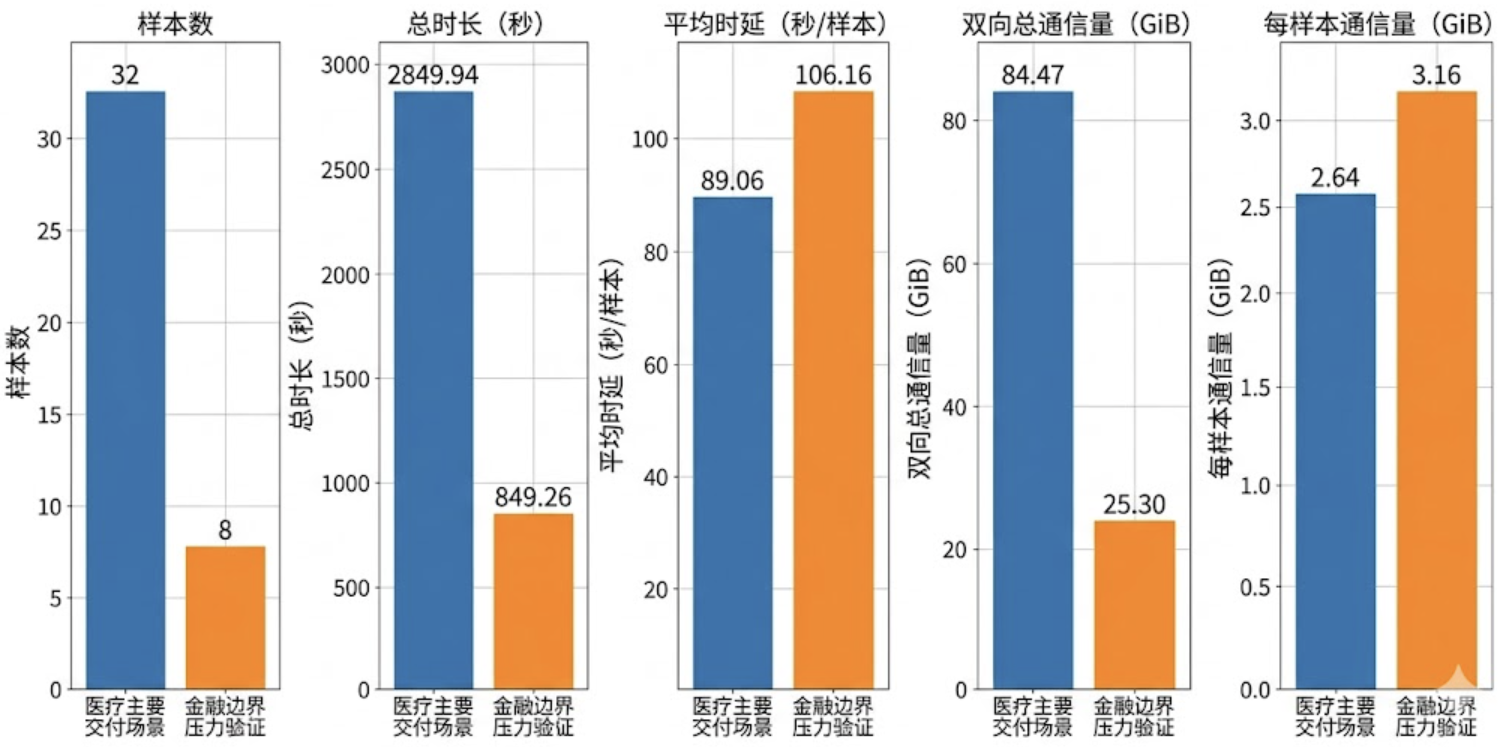 样本数
总时长（秒）
平均时延（秒/样本）
双向总通信量（GiB）
每样本通信量（GiB）
样本数
30
25
20
15
10
5
0
32
8
医疗主要
交付场景
金融边界
压力验证
总时长（秒）
3000
2500
2000
1500
1000
500
0
2849.94
849.26
医疗主要
交付场景
金融边界
压力验证
平均时延（秒/样本）
100
80
60
40
20
89.06
106.16
医疗主要
交付场景
金融边界
压力验证
双向总通信量（GiB）
80
60
40
20
0
84.47
25.30
医疗主要
交付场景
金融边界
压力验证
每样本通信量（GiB）
3.0
2.5
2.0
1.5
1.0
0.5
0.0
2.64
3.16
医疗主要
交付场景
金融边界
压力验证